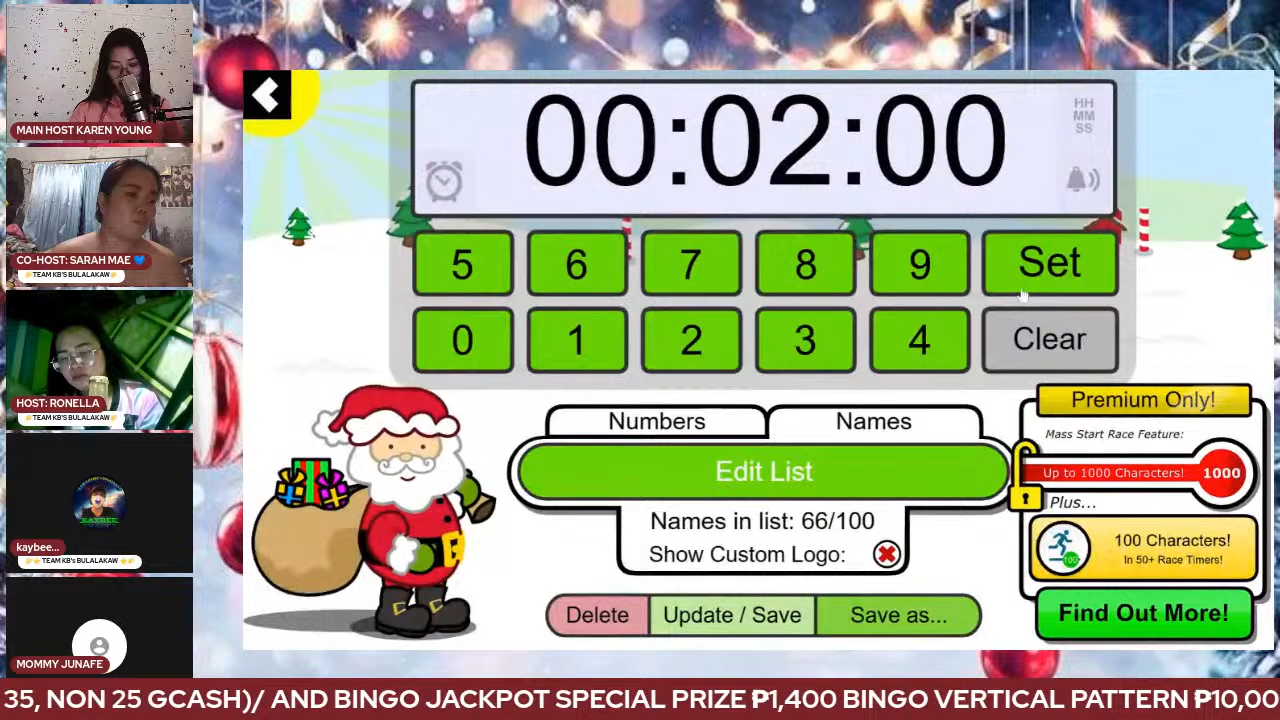 MAIN HOST KAREN YOUNG
CO-HOST: SARAH MAE 💙
TEAM KB'S BULALAKAW
HOST: RONELLA
TEAM KB'S BULALAKAW
KAYBEE
kaybee...
TEAM KB's BULALAKAW
MOMMY JUNAFE
00:02:00
HH
MM
SS
5 6 7 8 9 Set
0 1 2 3 4 Clear
Numbers Names
Edit List
Names in list: 66/100
Show Custom Logo:
Delete Update / Save Save as...
Premium Only!
Mass Start Race Feature:
Up to 1000 Characters! 1000
Plus...
100
100 Characters!
In 50+ Race Timers!
Find Out More!
35, NON 25 GCASH)/ AND BINGO JACKPOT SPECIAL PRIZE ₱1,400 BINGO VERTICAL PATTERN ₱10,00